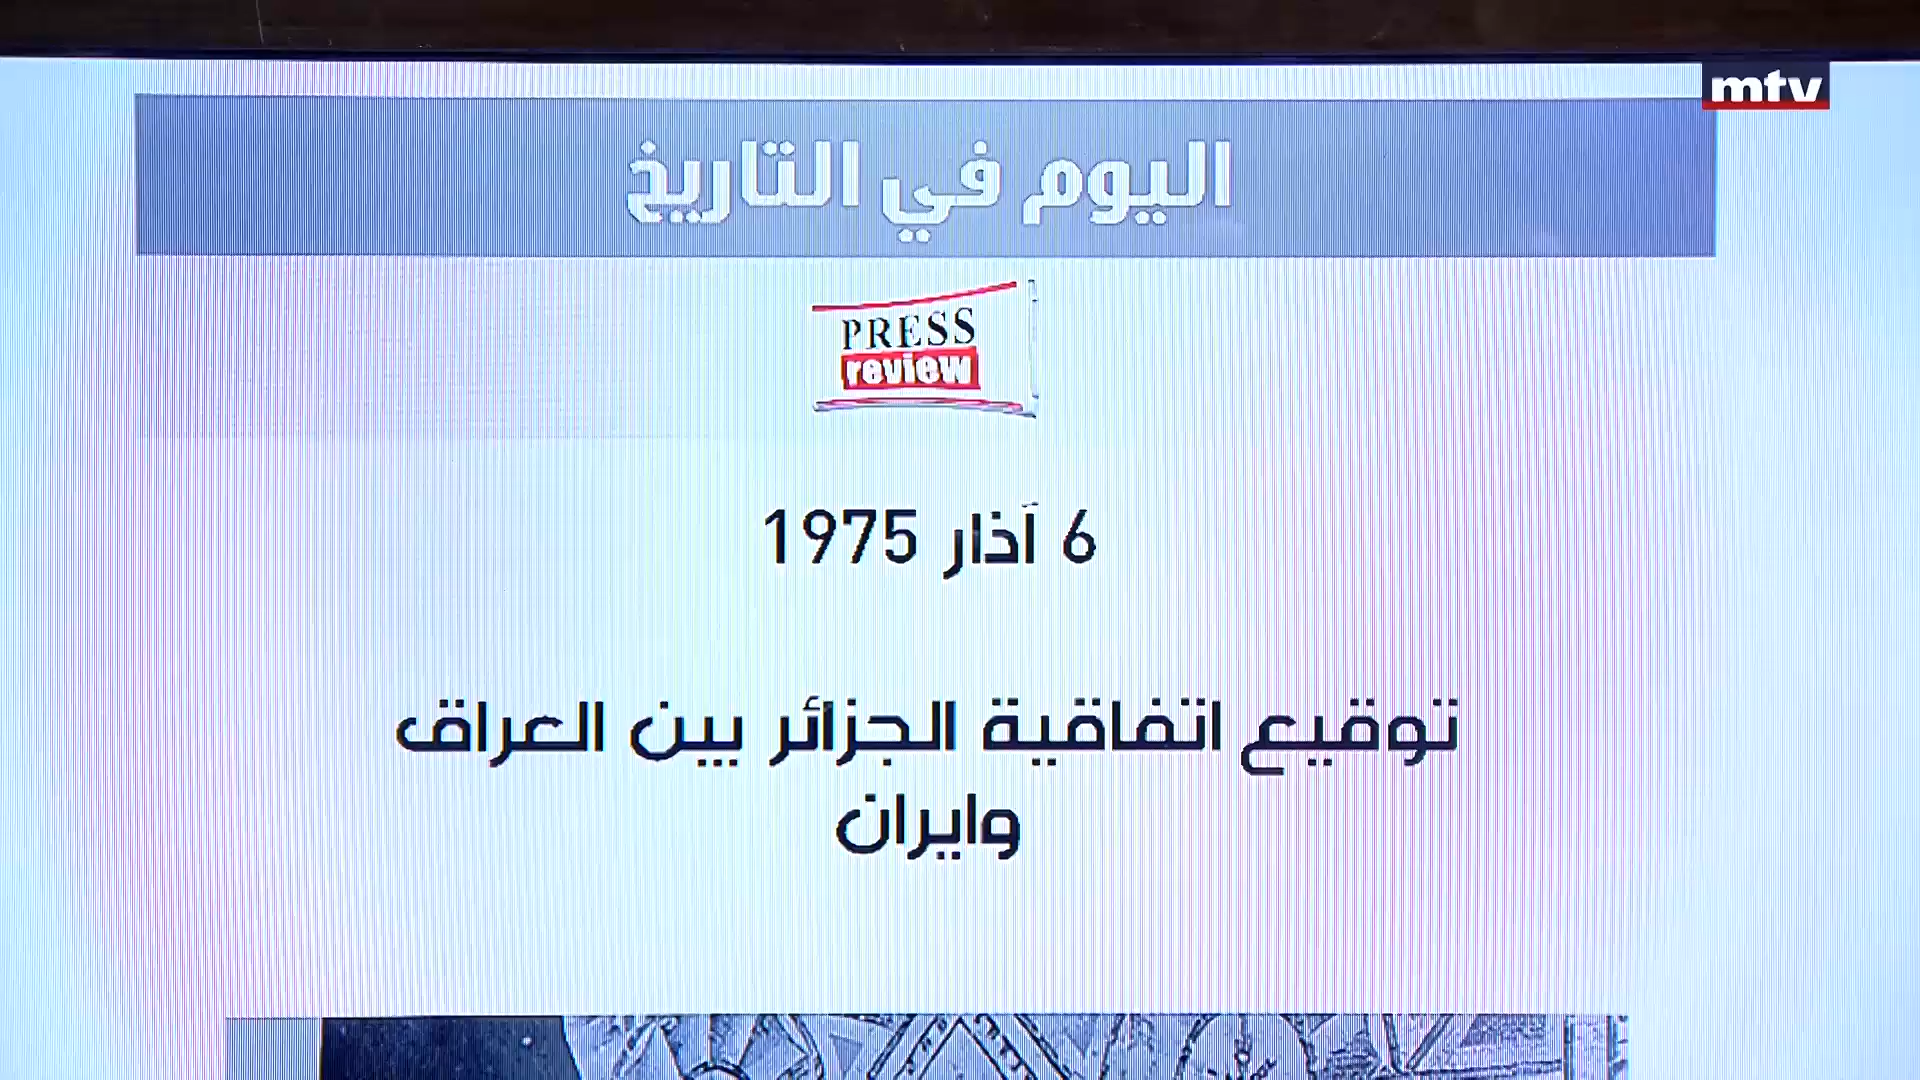 mtv
اليوم في التاريخ
PRESS
review
6 آذار 1975
توقيع اتفاقية الجزائر بين العراق
وايران